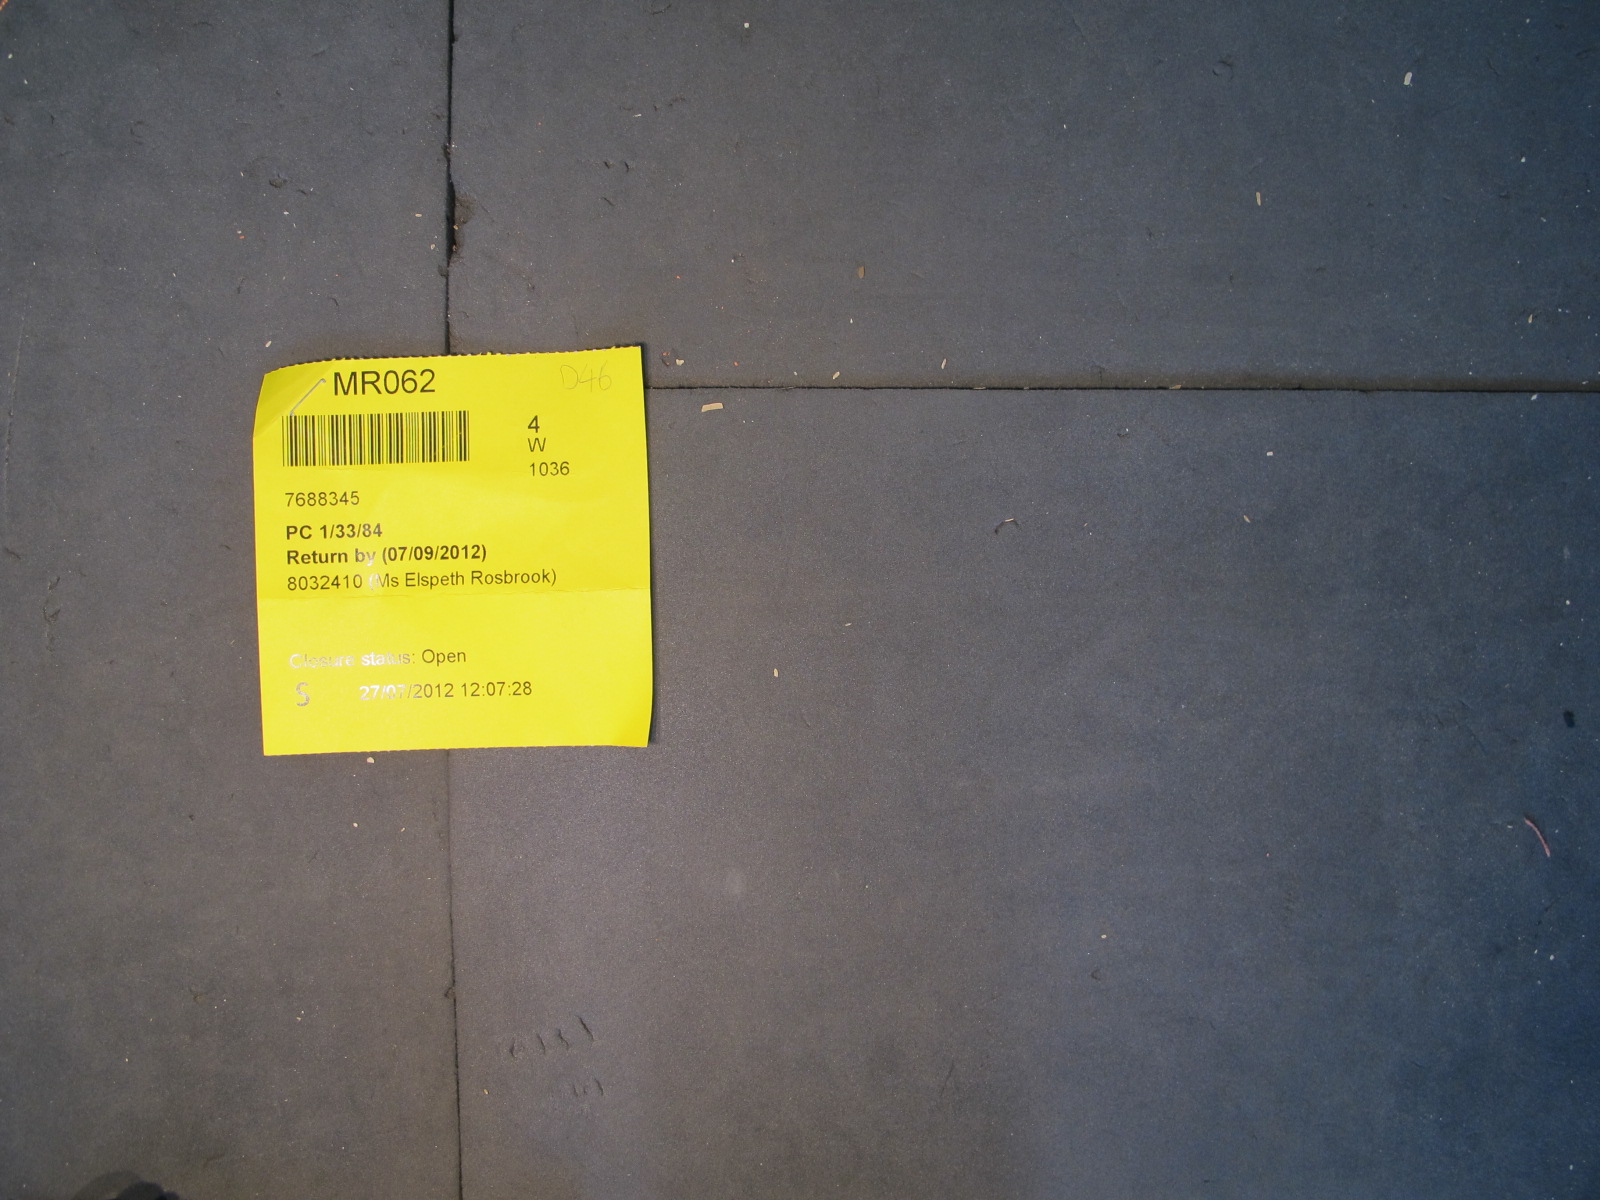 MR062 D46
4
W
1036
7688345
PC 1/33/84
Return by (07/09/2012)
8032410 (Ms Elspeth Rosbrook)
Closure status: Open
S 27/07/2012 12:07:28